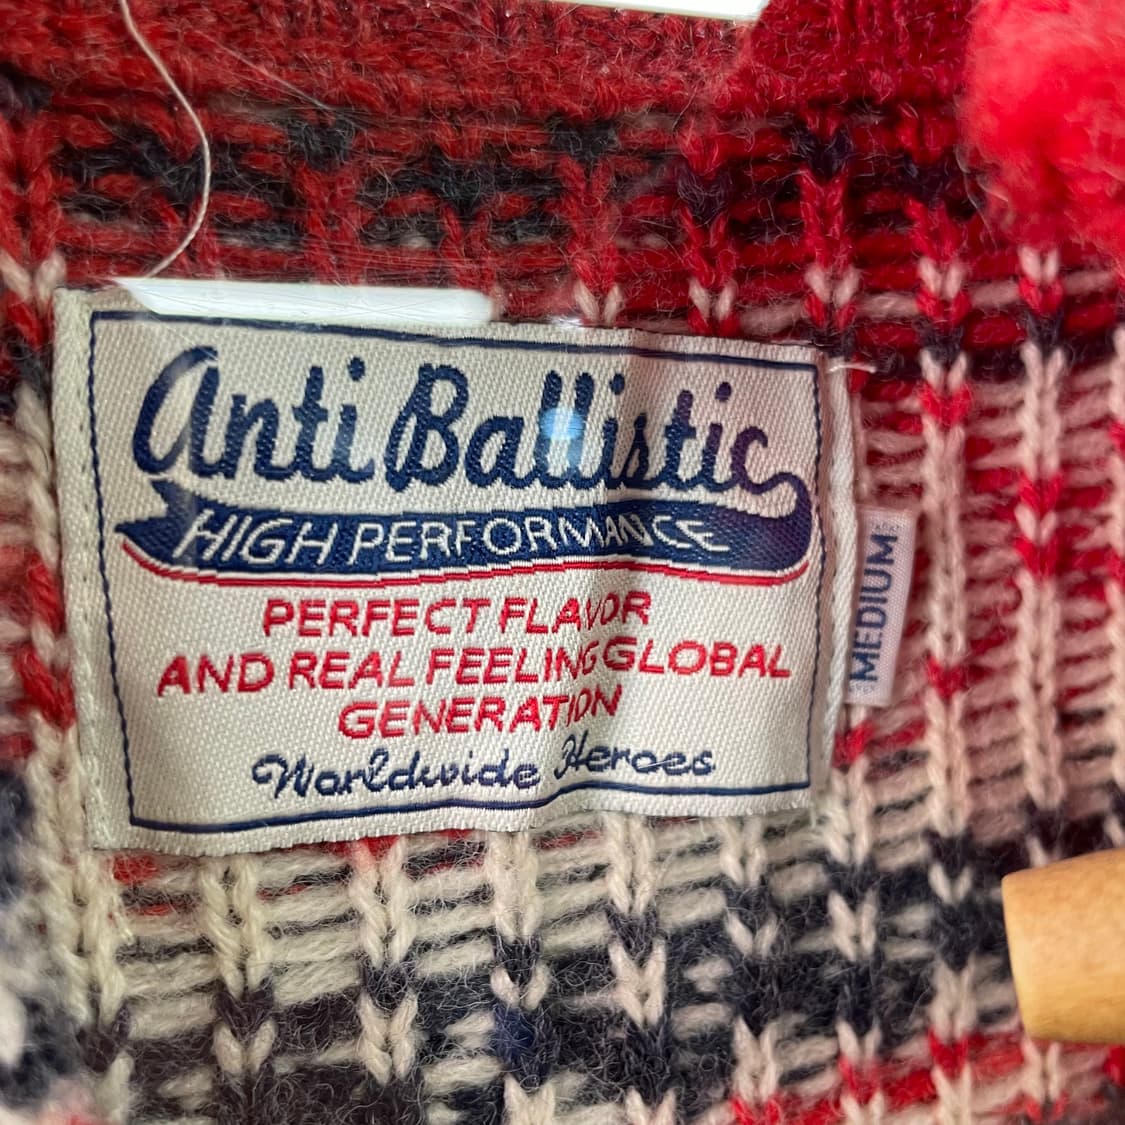 Anti Ballistic
HIGH PERFORMANCE
PERFECT FLAVOR
AND REAL FEELING GLOBAL
GENERATION
Worldwide Heroes
MEDIUM